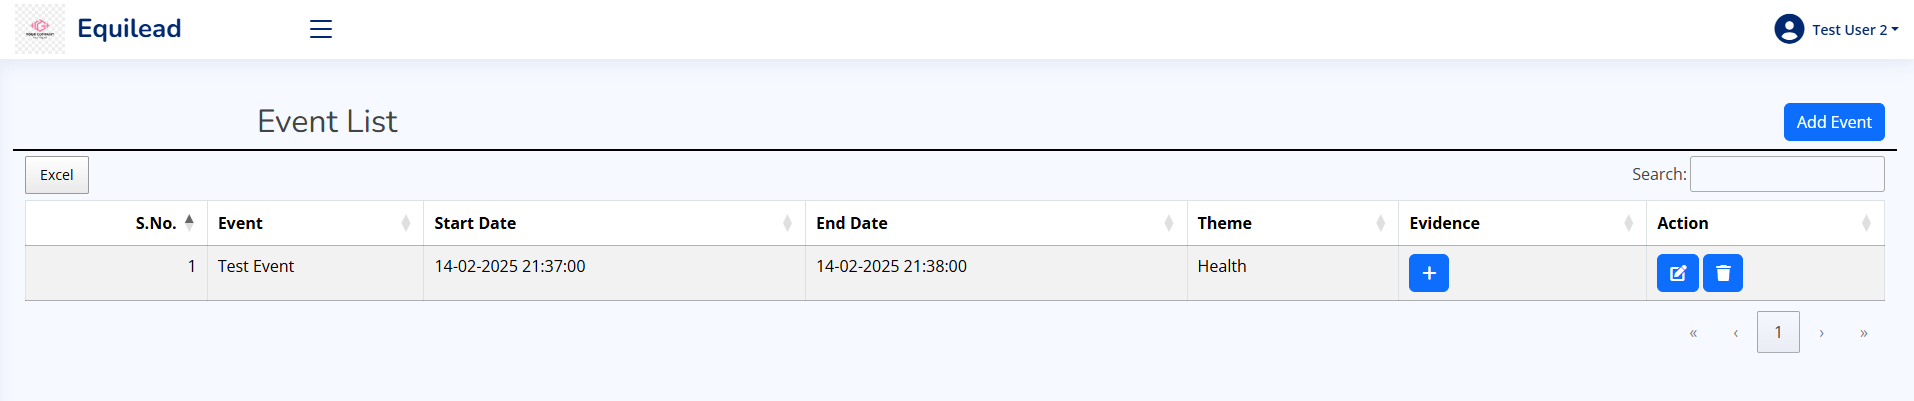 Equilead
Test User 2
Event List
Add Event
Excel
Search:
S.No. Event Start Date End Date Theme Evidence Action
1 Test Event 14-02-2025 21:37:00 14-02-2025 21:38:00 Health
« ‹ 1 › »